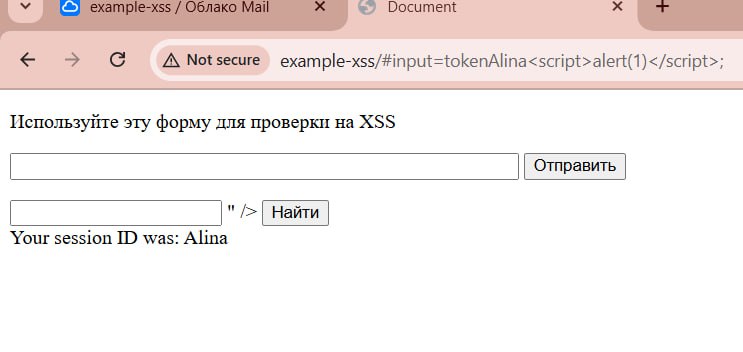 example-xss / Облако Mail
Document
Not secure
example-xss/#input=tokenAlina<script>alert(1)</script>;
Используйте эту форму для проверки на XSS
Отправить
" /> Найти
Your session ID was: Alina